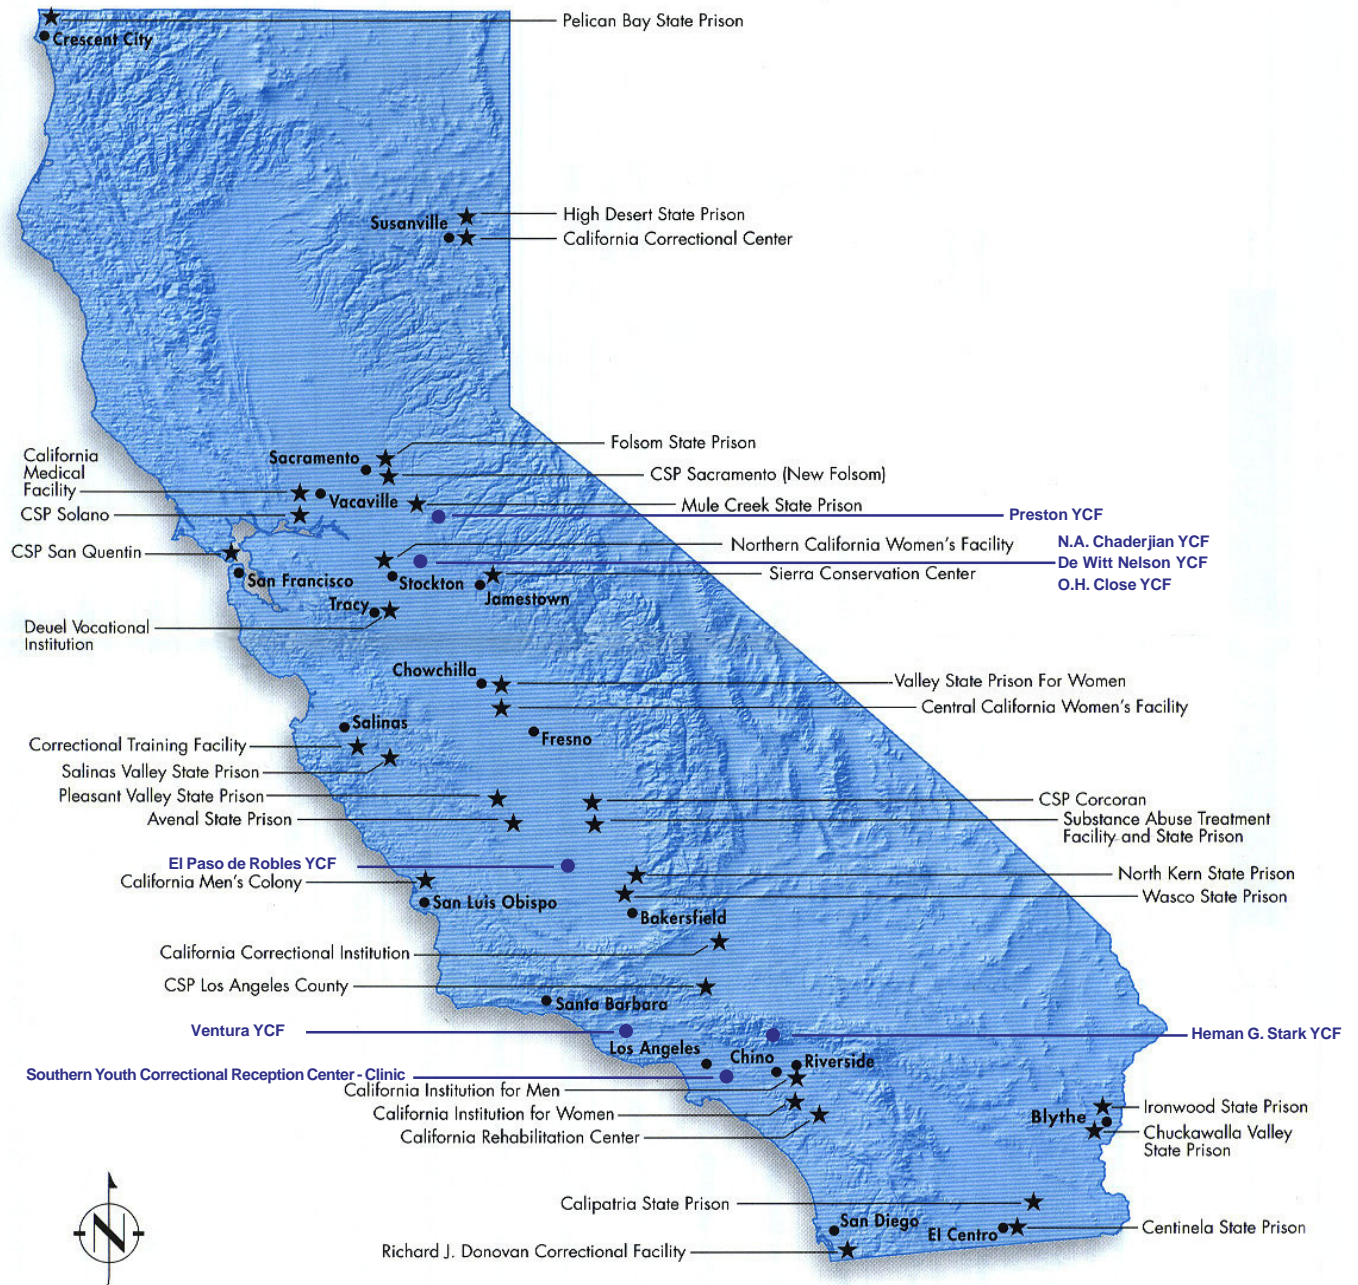 Pelican Bay State Prison
Crescent City
High Desert State Prison
Susanville
California Correctional Center
Folsom State Prison
Sacramento
California
Medical
Facility
CSP Sacramento (New Folsom)
Vacaville
Mule Creek State Prison
CSP Solano
Preston YCF
CSP San Quentin
Northern California Women's Facility
N.A. Chaderjian YCF
De Witt Nelson YCF
O.H. Close YCF
San Francisco
Stockton
Sierra Conservation Center
Jamestown
Tracy
Deuel Vocational
Institution
Chowchilla
Valley State Prison For Women
Central California Women's Facility
Salinas
Fresno
Correctional Training Facility
Salinas Valley State Prison
Pleasant Valley State Prison
CSP Corcoran
Avenal State Prison
Substance Abuse Treatment
Facility and State Prison
El Paso de Robles YCF
North Kern State Prison
California Men's Colony
Wasco State Prison
San Luis Obispo
Bakersfield
California Correctional Institution
CSP Los Angeles County
Santa Barbara
Ventura YCF
Heman G. Stark YCF
Los Angeles
Chino
Riverside
Southern Youth Correctional Reception Center - Clinic
California Institution for Men
California Institution for Women
California Rehabilitation Center
Ironwood State Prison
Blythe
Chuckawalla Valley
State Prison
Calipatria State Prison
San Diego
El Centro
Centinela State Prison
Richard J. Donovan Correctional Facility
N